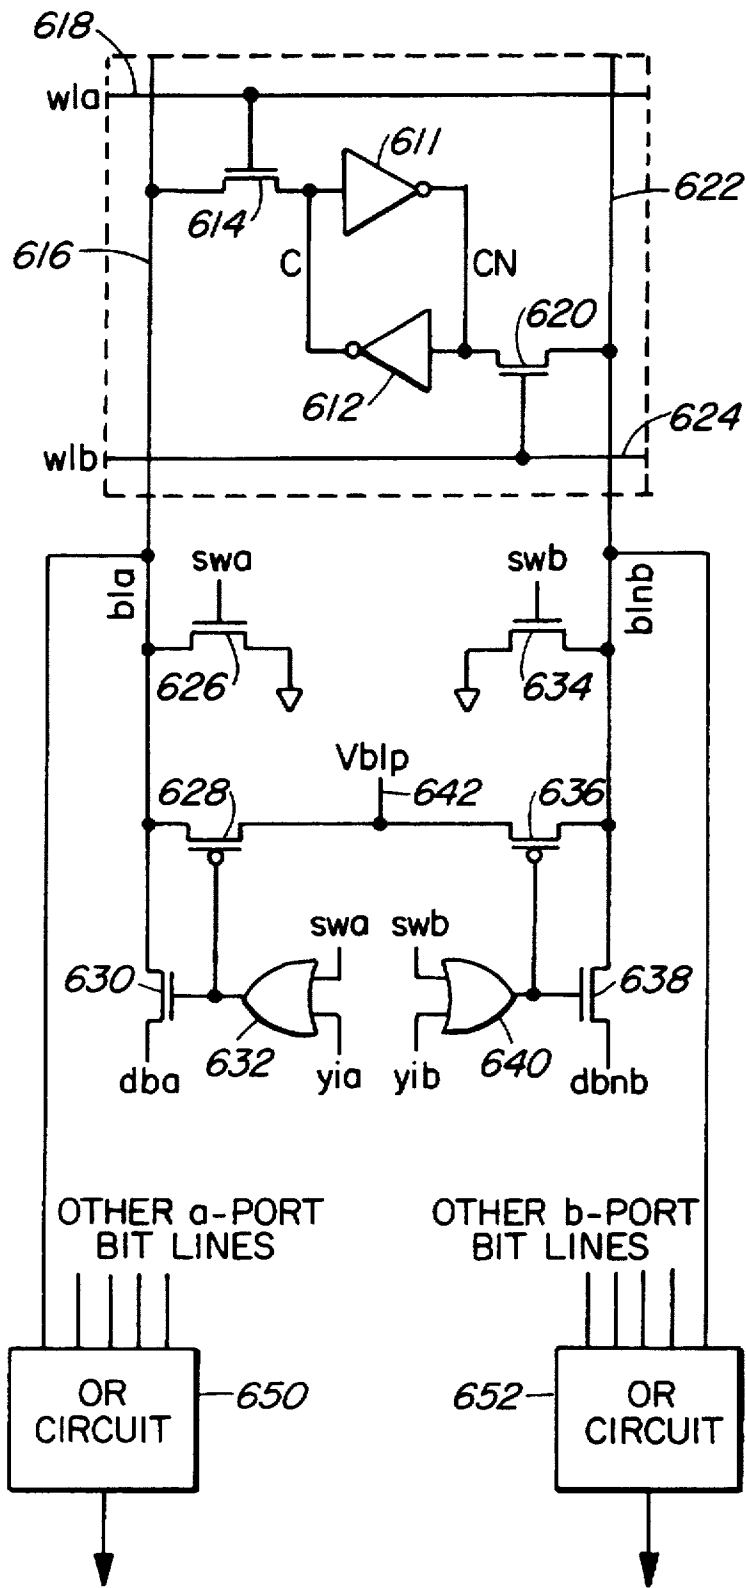 618
wla
611
614
622
616
C
CN
620
612
624
wlb
swa
swb
bla
blnb
626
634
Vblp
628
642
636
swa
swb
630
638
632
640
yia
yib
dba
dbnb
OTHER a-PORT
BIT LINES
OTHER b-PORT
BIT LINES
OR
CIRCUIT
650
652
OR
CIRCUIT